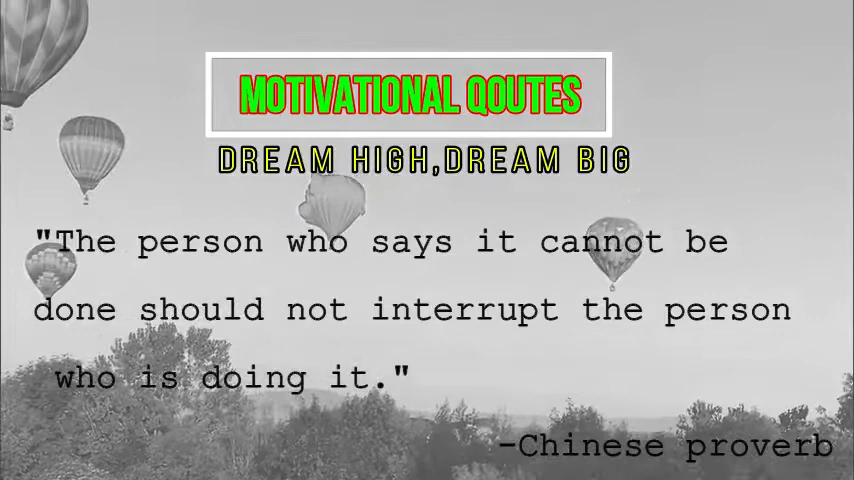 MOTIVATIONAL QOUTES
DREAM HIGH,DREAM BIG
"The person who says it cannot be
done should not interrupt the person
who is doing it."
-Chinese proverb